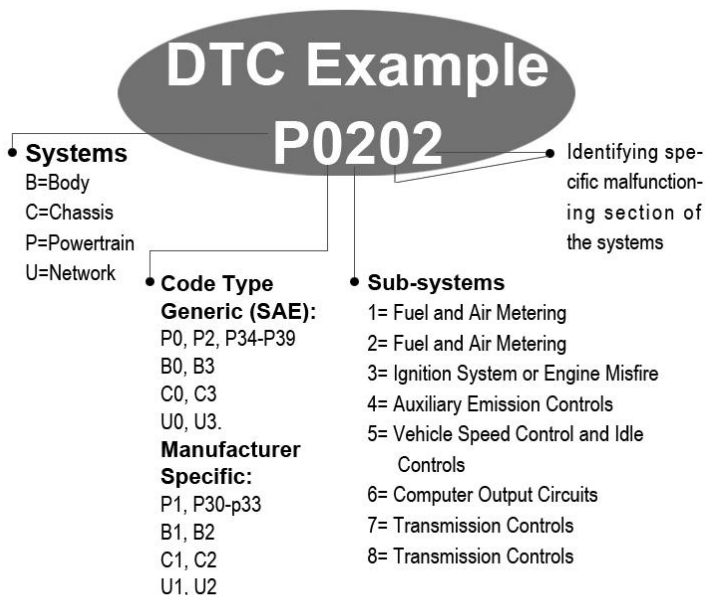 DTC Example
P0202
Systems
B=Body
C=Chassis
P=Powertrain
U=Network
Identifying spe-
cific malfunction-
ing section of
the systems
Code Type
Generic (SAE):
P0, P2, P34-P39
B0, B3
C0, C3
U0, U3.
Manufacturer
Specific:
P1, P30-p33
B1, B2
C1, C2
U1, U2
Sub-systems
1= Fuel and Air Metering
2= Fuel and Air Metering
3= Ignition System or Engine Misfire
4= Auxiliary Emission Controls
5= Vehicle Speed Control and Idle
Controls
6= Computer Output Circuits
7= Transmission Controls
8= Transmission Controls